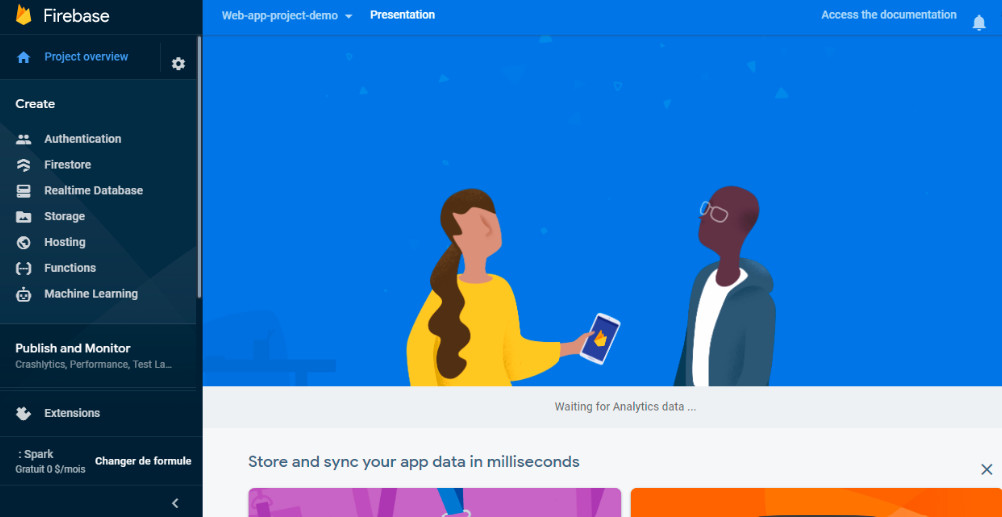 Firebase
Web-app-project-demo
Presentation
Access the documentation
Project overview
Create
Authentication
Firestore
Realtime Database
Storage
Hosting
Functions
Machine Learning
Publish and Monitor
Crashlytics, Performance, Test La...
Extensions
: Spark
Gratuit 0 $/mois
Changer de formule
Waiting for Analytics data ...
Store and sync your app data in milliseconds